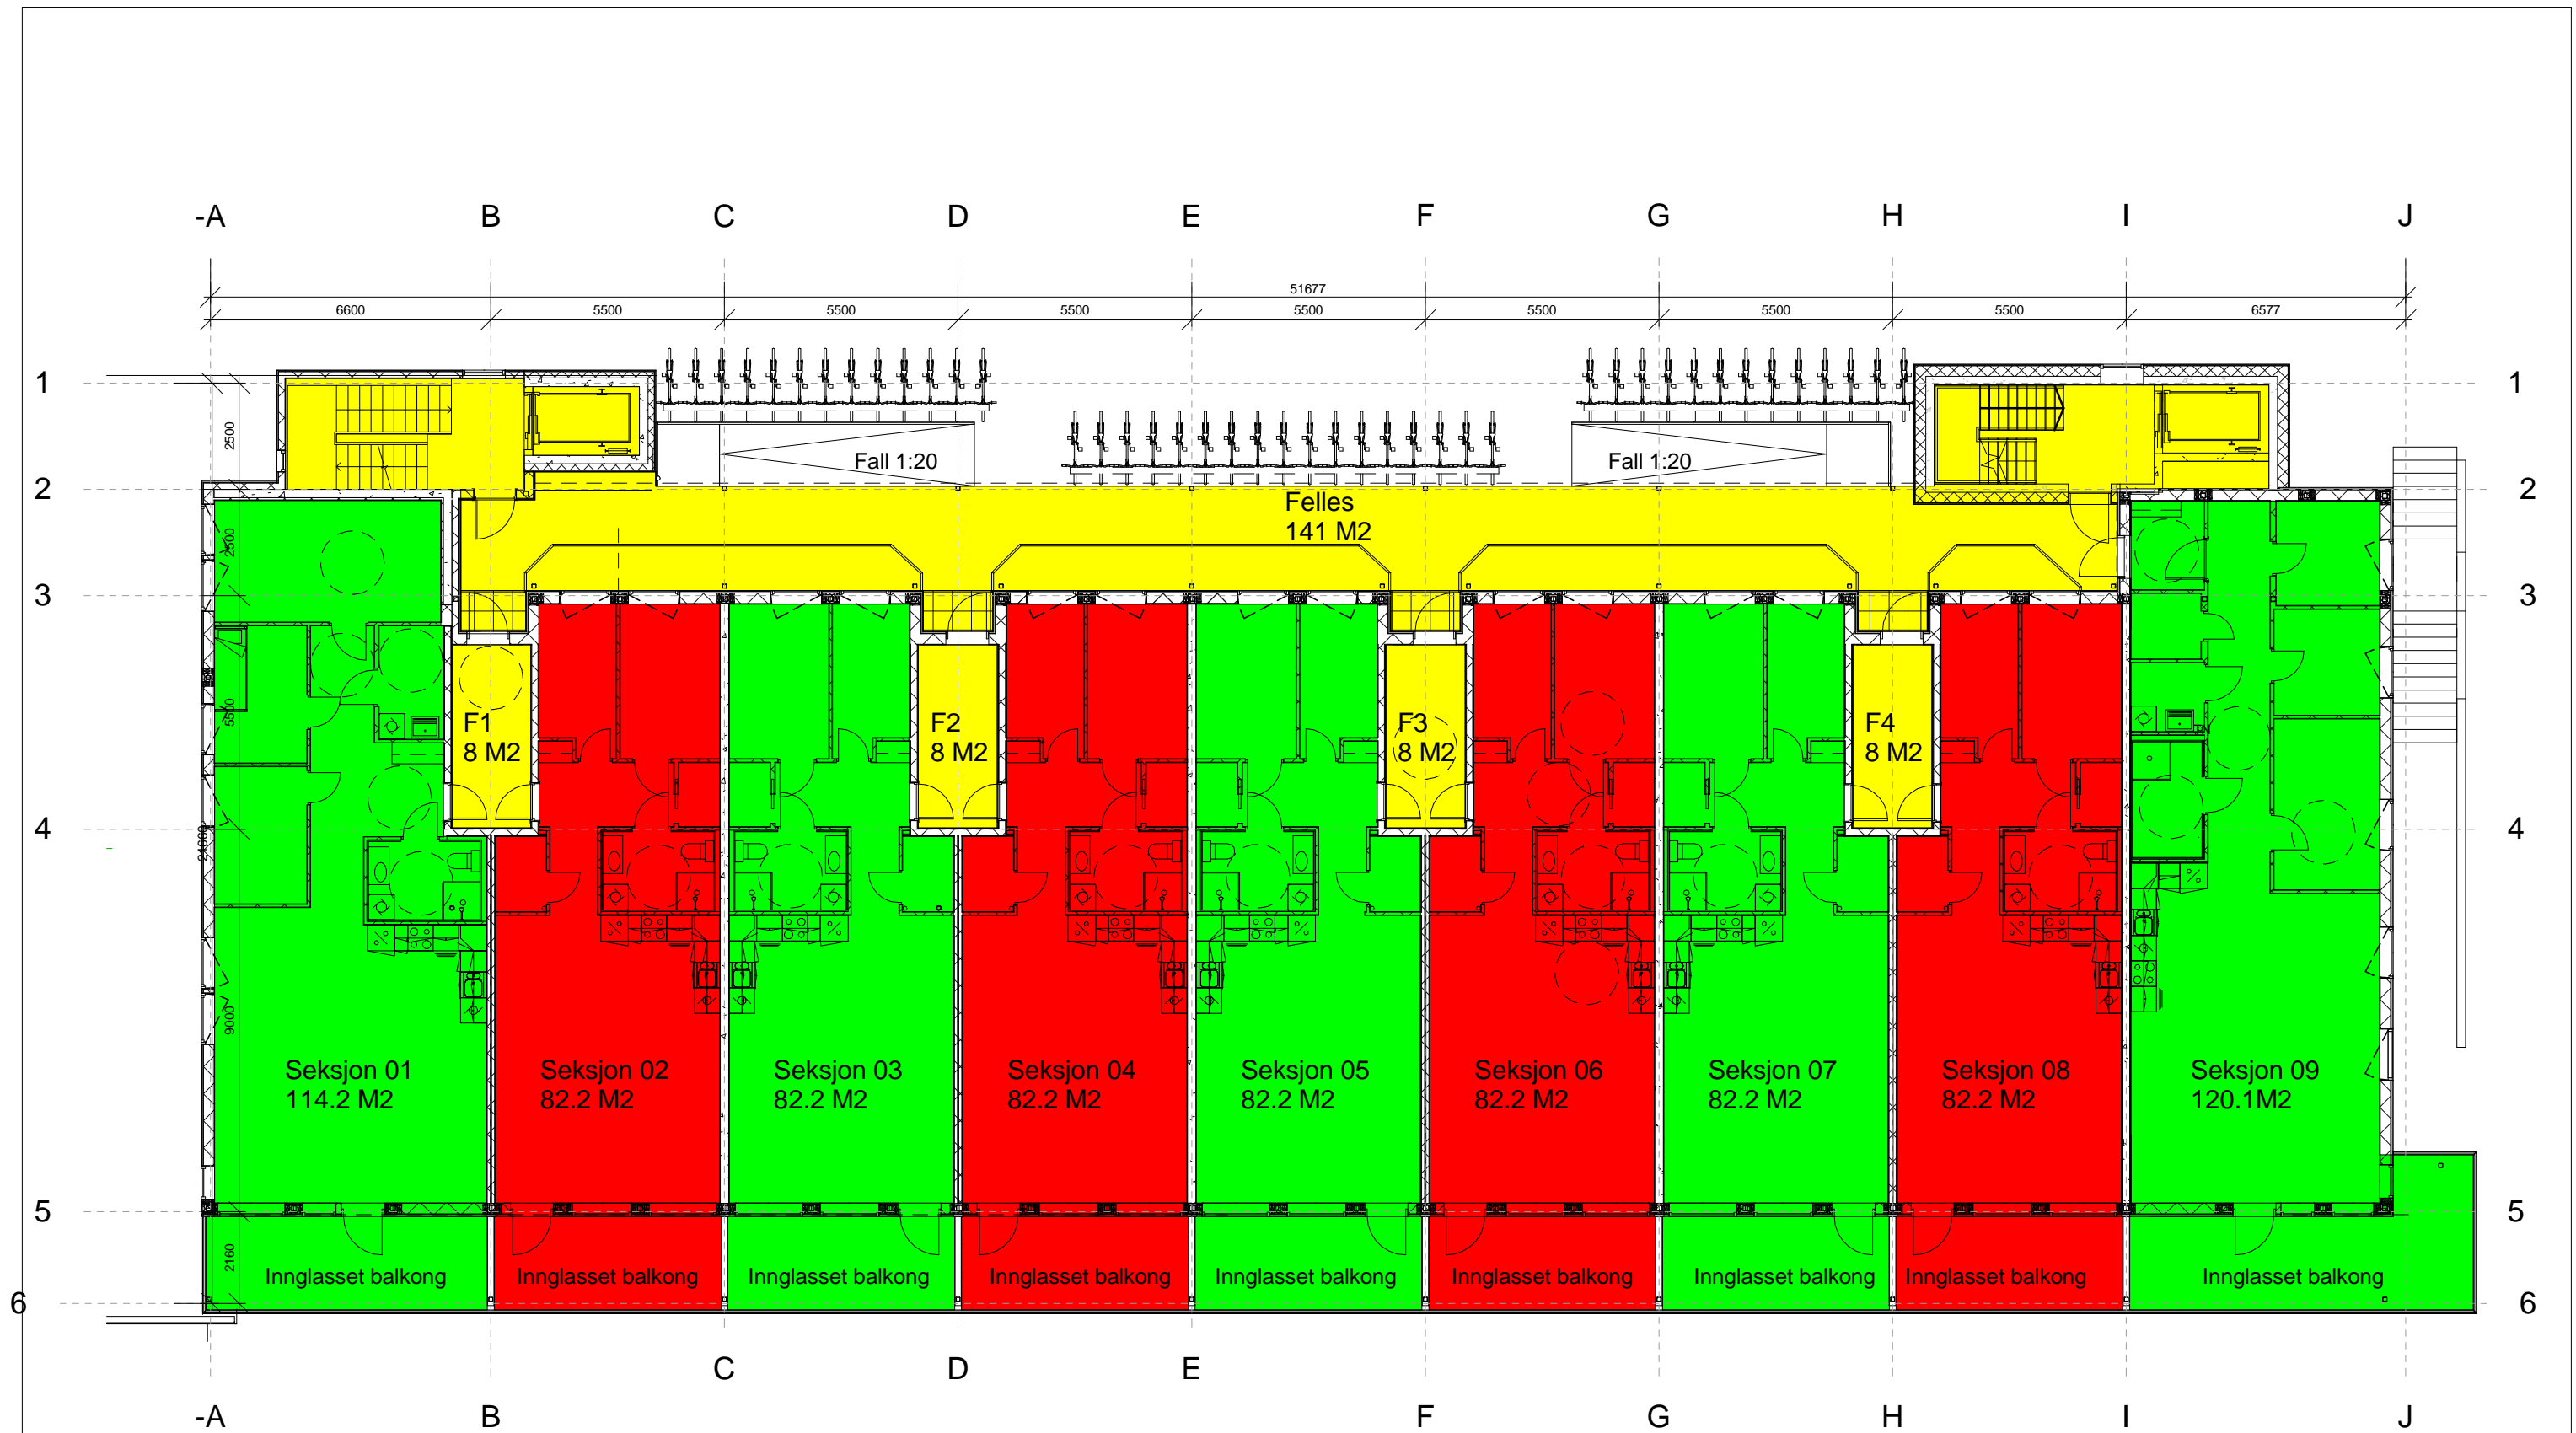 -A B C D E F G H I J
51677
6600 5500 5500 5500 5500 5500 5500 5500 6577
1 1
2500
Fall 1:20 Fall 1:20
2 2
Felles
141 M2
2500
3 3
5500
F1 F2 F3 F4
8 M2 8 M2 8 M2 8 M2
4 4
9000
Seksjon 01 Seksjon 02 Seksjon 03 Seksjon 04 Seksjon 05 Seksjon 06 Seksjon 07 Seksjon 08 Seksjon 09
114.2 M2 82.2 M2 82.2 M2 82.2 M2 82.2 M2 82.2 M2 82.2 M2 82.2 M2 120.1M2
5 5
2160
Innglasset balkong Innglasset balkong Innglasset balkong Innglasset balkong Innglasset balkong Innglasset balkong Innglasset balkong Innglasset balkong Innglasset balkong
6 6
C D E
-A B F G H I J